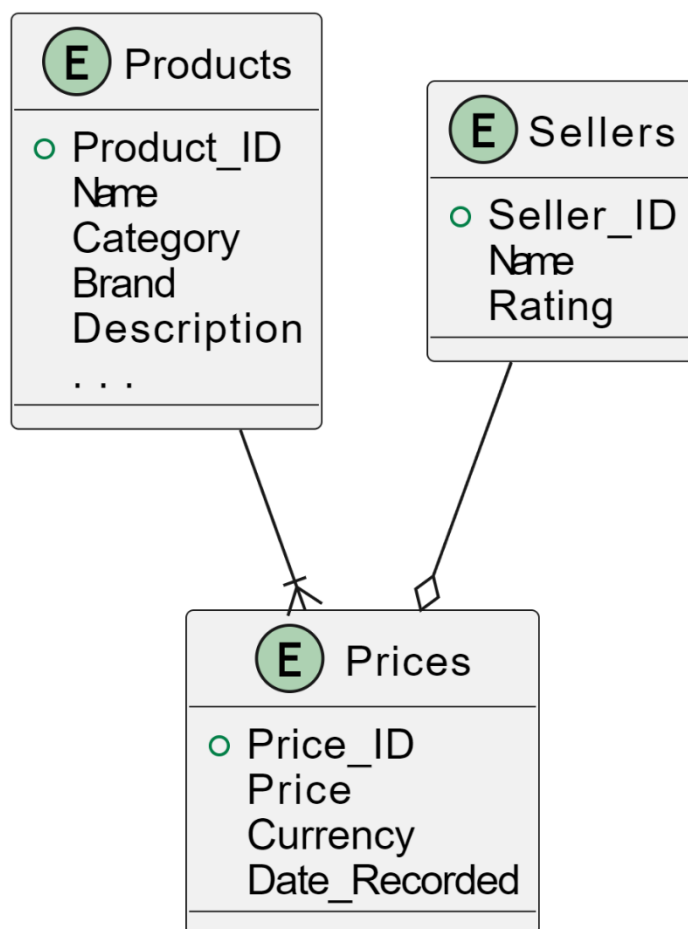 E Products
Product_ID
Name
Category
Brand
Description
. . .
E Sellers
Seller_ID
Name
Rating
E Prices
Price_ID
Price
Currency
Date_Recorded